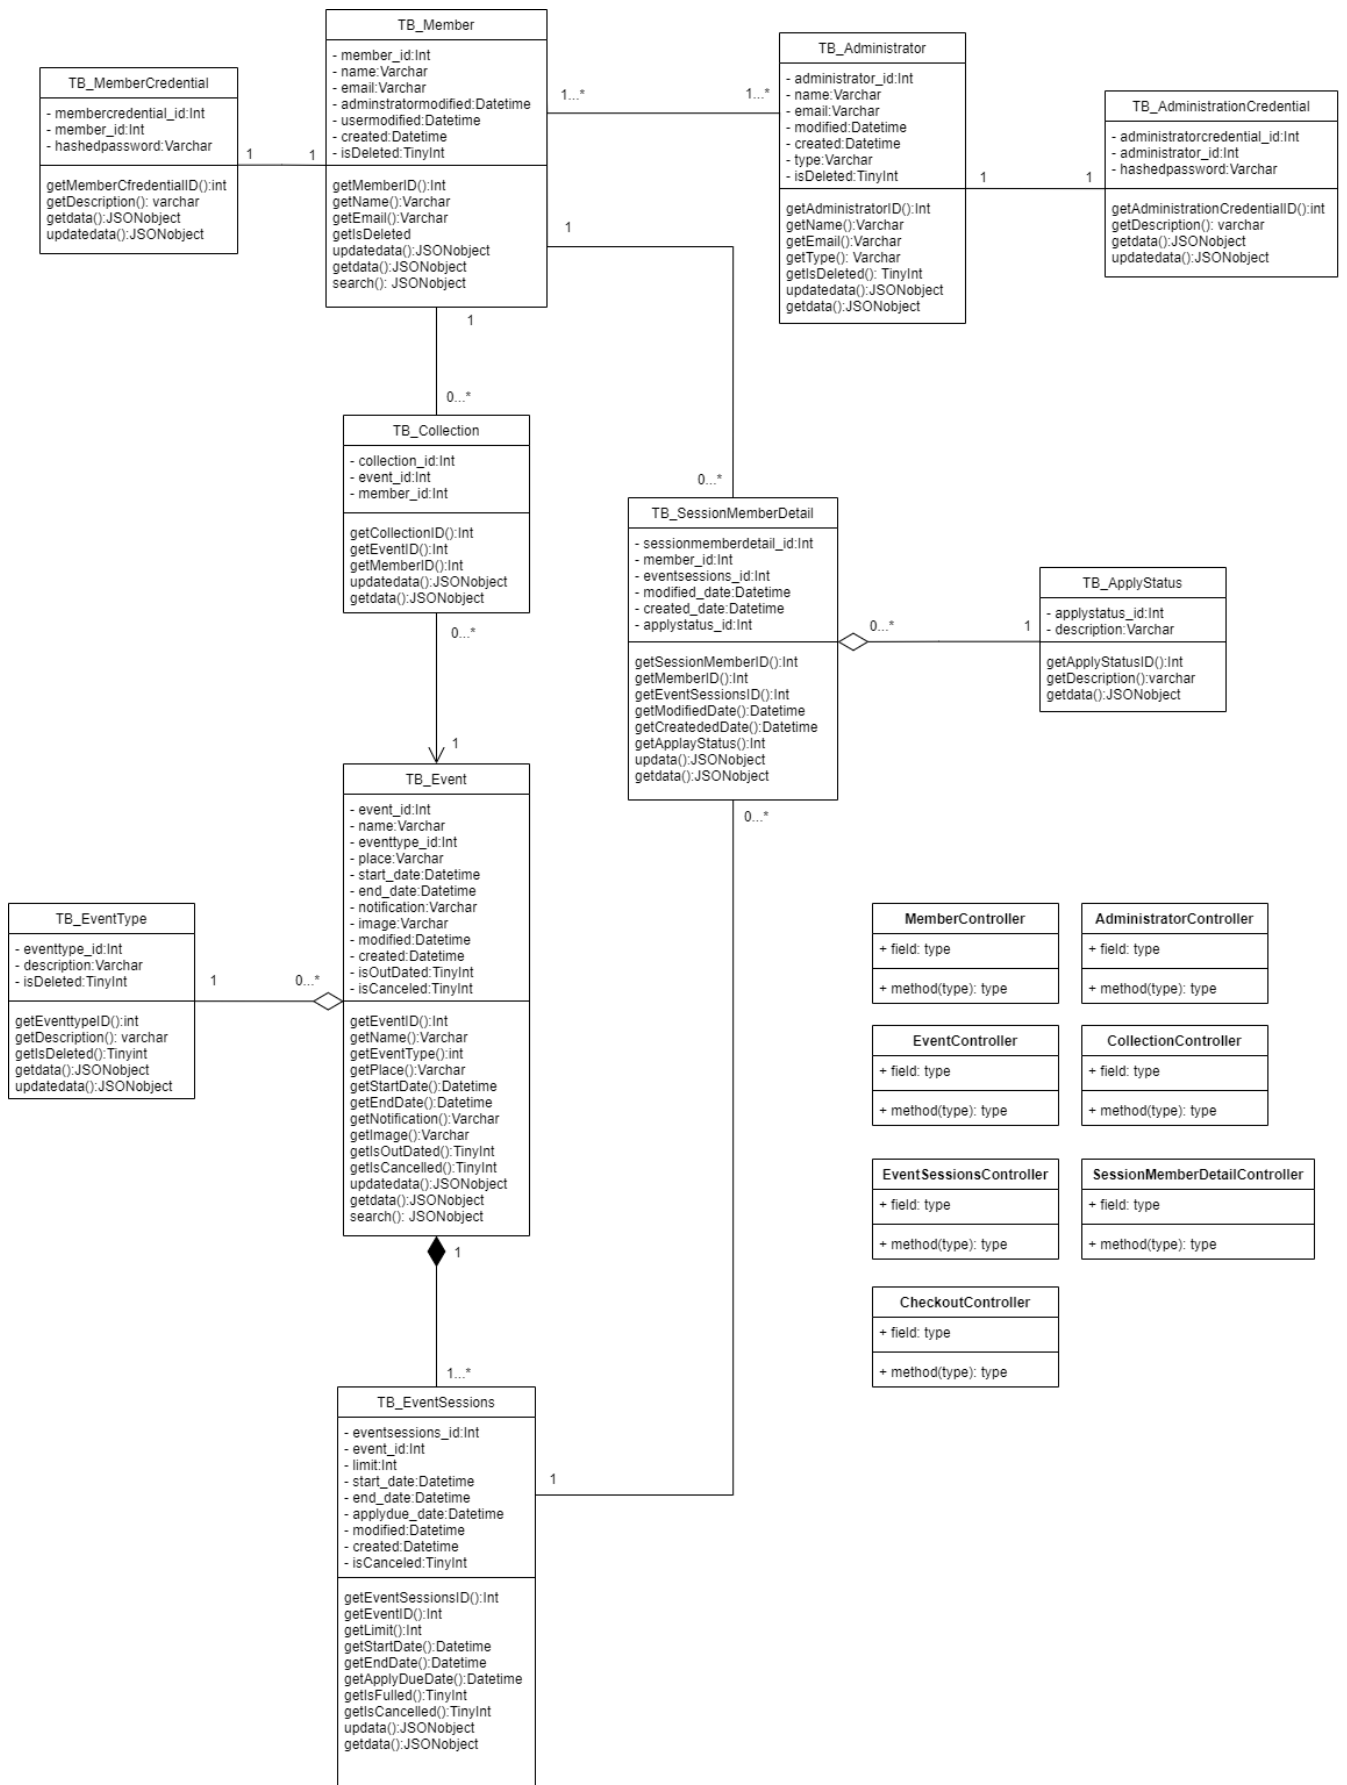 TB_Member
- member_id:Int
- name:Varchar
- email:Varchar
- adminstratormodified:Datetime
- usermodified:Datetime
- created:Datetime
- isDeleted:TinyInt
getMemberID():Int
getName():Varchar
getEmail():Varchar
getIsDeleted
updatedata():JSONobject
getdata():JSONobject
search(): JSONobject
TB_MemberCredential
- membercredential_id:Int
- member_id:Int
- hashedpassword:Varchar
getMemberCfredentialID():int
getDescription(): varchar
getdata():JSONobject
updatedata():JSONobject
1
1
1...*
1...*
TB_Administrator
- administrator_id:Int
- name:Varchar
- email:Varchar
- modified:Datetime
- created:Datetime
- type:Varchar
- isDeleted:TinyInt
getAdministratorID():Int
getName():Varchar
getEmail():Varchar
getType(): Varchar
getIsDeleted(): TinyInt
updatedata():JSONobject
getdata():JSONobject
1
1
TB_AdministrationCredential
- administratorcredential_id:Int
- administrator_id:Int
- hashedpassword:Varchar
getAdministrationCredentialID():int
getDescription(): varchar
getdata():JSONobject
updatedata():JSONobject
1
1
0...*
0...*
TB_Collection
- collection_id:Int
- event_id:Int
- member_id:Int
getCollectionID():Int
getEventID():Int
getMemberID():Int
updatedata():JSONobject
getdata():JSONobject
0...*
1
TB_SessionMemberDetail
- sessionmemberdetail_id:Int
- member_id:Int
- eventsessions_id:Int
- modified_date:Datetime
- created_date:Datetime
- applystatus_id:Int
getSessionMemberID():Int
getMemberID():Int
getEventSessionsID():Int
getModifiedDate():Datetime
getCreatededDate():Datetime
getApplayStatus():Int
updata():JSONobject
getdata():JSONobject
0...*
1
TB_ApplyStatus
- applystatus_id:Int
- description:Varchar
getApplyStatusID():Int
getDescription():varchar
getdata():JSONobject
0...*
TB_Event
- event_id:Int
- name:Varchar
- eventtype_id:Int
- place:Varchar
- start_date:Datetime
- end_date:Datetime
- notification:Varchar
- image:Varchar
- modified:Datetime
- created:Datetime
- isOutDated:TinyInt
- isCanceled:TinyInt
getEventID():Int
getName():Varchar
getEventType():int
getPlace():Varchar
getStartDate():Datetime
getEndDate():Datetime
getNotification():Varchar
getImage():Varchar
getIsOutDated():TinyInt
getIsCancelled():TinyInt
updatedata():JSONobject
getdata():JSONobject
search(): JSONobject
TB_EventType
- eventtype_id:Int
- description:Varchar
- isDeleted:TinyInt
getEventtypeID():int
getDescription(): varchar
getIsDeleted():Tinyint
getdata():JSONobject
updatedata():JSONobject
1
0...*
MemberController
+ field: type
+ method(type): type
AdministratorController
+ field: type
+ method(type): type
EventController
+ field: type
+ method(type): type
CollectionController
+ field: type
+ method(type): type
EventSessionsController
+ field: type
+ method(type): type
SessionMemberDetailController
+ field: type
+ method(type): type
CheckoutController
+ field: type
+ method(type): type
1
1...*
TB_EventSessions
- eventsessions_id:Int
- event_id:Int
- limit:Int
- start_date:Datetime
- end_date:Datetime
- applydue_date:Datetime
- modified:Datetime
- created:Datetime
- isCanceled:TinyInt
getEventSessionsID():Int
getEventID():Int
getLimit():Int
getStartDate():Datetime
getEndDate():Datetime
getApplyDueDate():Datetime
getIsFulled():TinyInt
getIsCancelled():TinyInt
updata():JSONobject
getdata():JSONobject
1